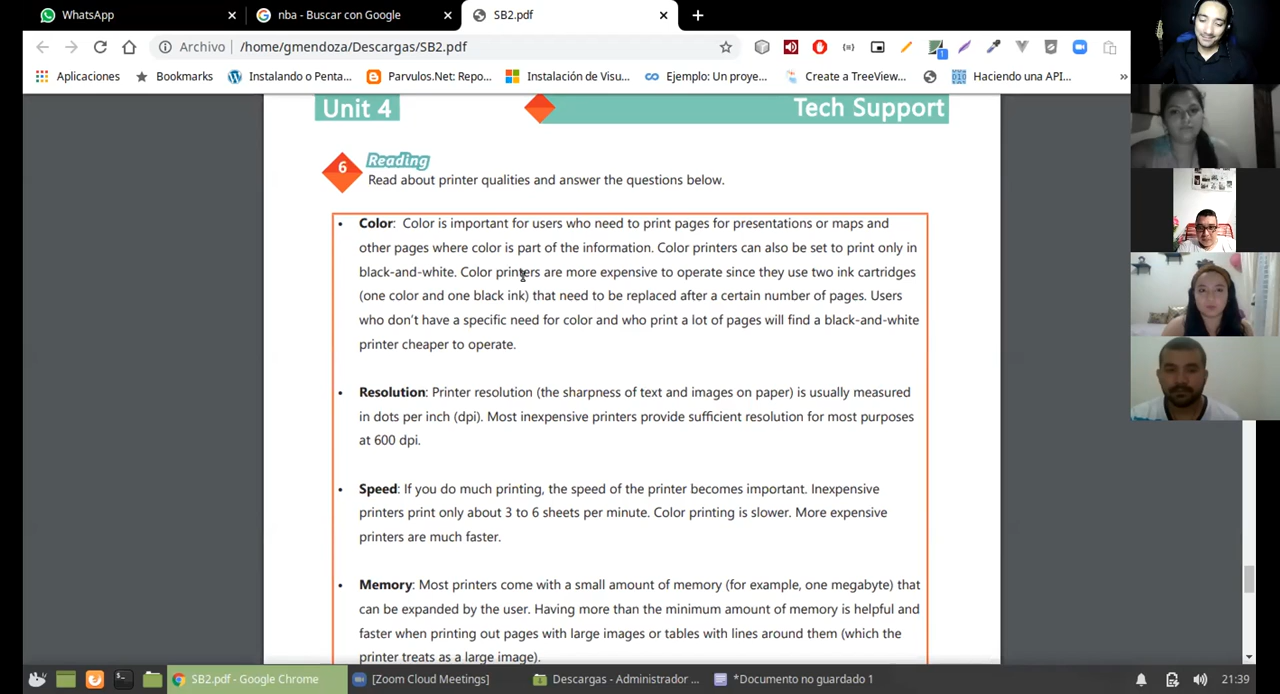 WhatsApp
nba - Buscar con Google
SB2.pdf
Archivo
/home/gmendoza/Descargas/SB2.pdf
Aplicaciones
Bookmarks
Instalando o Penta...
Parvulos.Net: Repo...
Instalación de Visu...
Ejemplo: Un proye...
Create a TreeView...
Haciendo una API...
»
Unit 4
Tech Support
6
Reading
Read about printer qualities and answer the questions below.
• Color: Color is important for users who need to print pages for presentations or maps and
other pages where color is part of the information. Color printers can also be set to print only in
black-and-white. Color printers are more expensive to operate since they use two ink cartridges
(one color and one black ink) that need to be replaced after a certain number of pages. Users
who don't have a specific need for color and who print a lot of pages will find a black-and-white
printer cheaper to operate.
• Resolution: Printer resolution (the sharpness of text and images on paper) is usually measured
in dots per inch (dpi). Most inexpensive printers provide sufficient resolution for most purposes
at 600 dpi.
• Speed: If you do much printing, the speed of the printer becomes important. Inexpensive
printers print only about 3 to 6 sheets per minute. Color printing is slower. More expensive
printers are much faster.
• Memory: Most printers come with a small amount of memory (for example, one megabyte) that
can be expanded by the user. Having more than the minimum amount of memory is helpful and
faster when printing out pages with large images or tables with lines around them (which the
printer treats as a large image).
SB2.pdf - Google Chrome
[Zoom Cloud Meetings]
Descargas - Administrador ...
*Documento no guardado 1
21:39